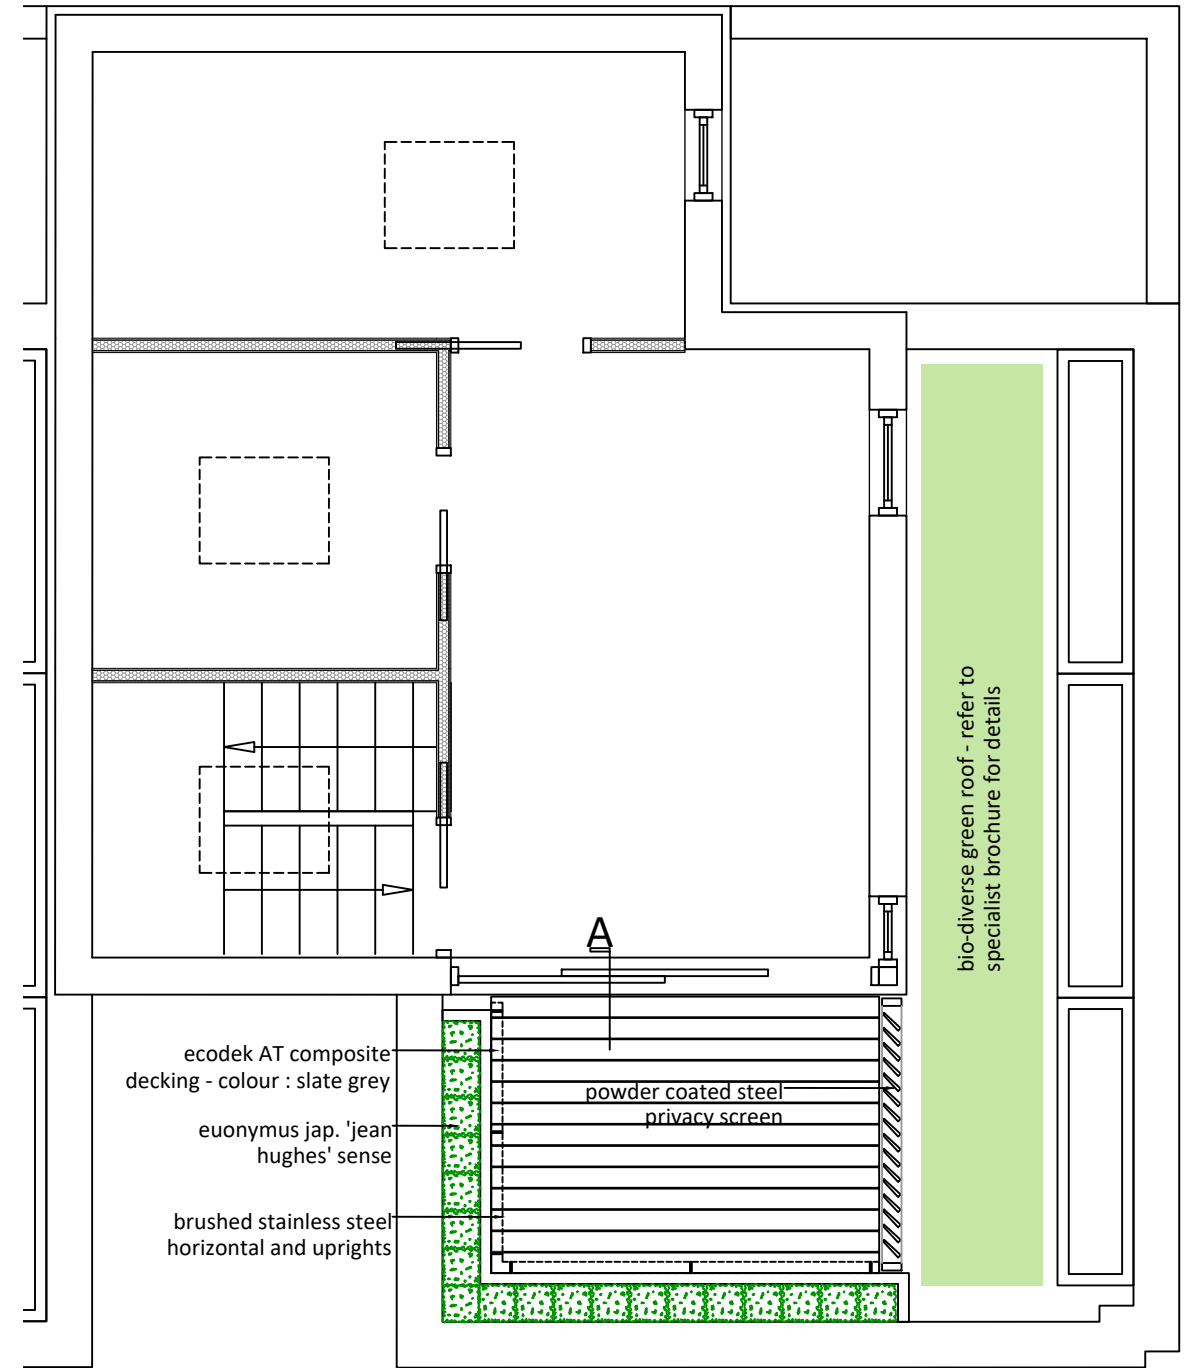 bio-diverse green roof - refer to
specialist brochure for details
A
ecodek AT composite
decking - colour : slate grey
powder coated steel
privacy screen
euonymus jap. 'jean
hughes' sense
brushed stainless steel
horizontal and uprights